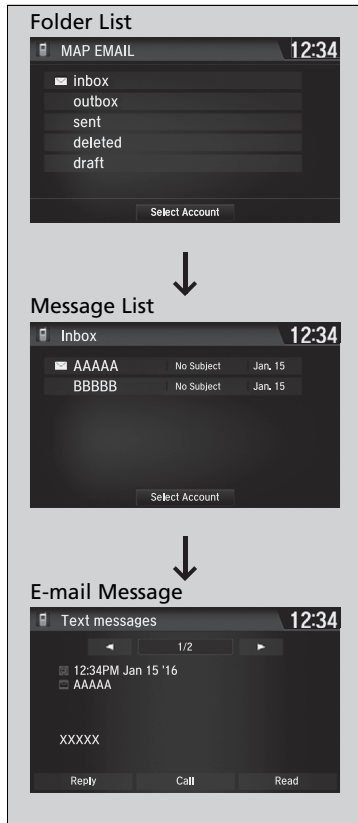 Folder List
MAP EMAIL 12:34
inbox
outbox
sent
deleted
draft
Select Account
Message List
Inbox 12:34
AAAAA No Subject Jan. 15
BBBBB No Subject Jan. 15
Select Account
E-mail Message
Text messages 12:34
1/2
12:34PM Jan 15 '16
AAAAA
XXXXX
Reply Call Read